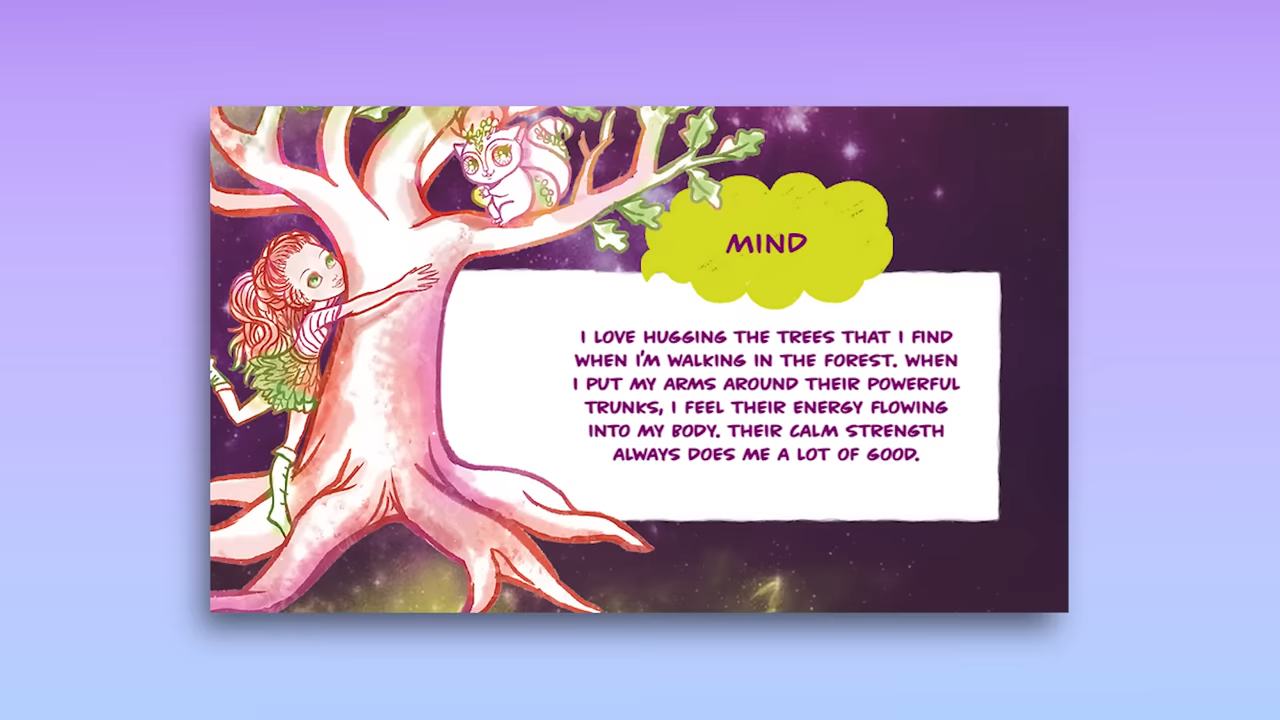 MIND
I LOVE HUGGING THE TREES THAT I FIND
WHEN I'M WALKING IN THE FOREST. WHEN
I PUT MY ARMS AROUND THEIR POWERFUL
TRUNKS, I FEEL THEIR ENERGY FLOWING
INTO MY BODY. THEIR CALM STRENGTH
ALWAYS DOES ME A LOT OF GOOD.